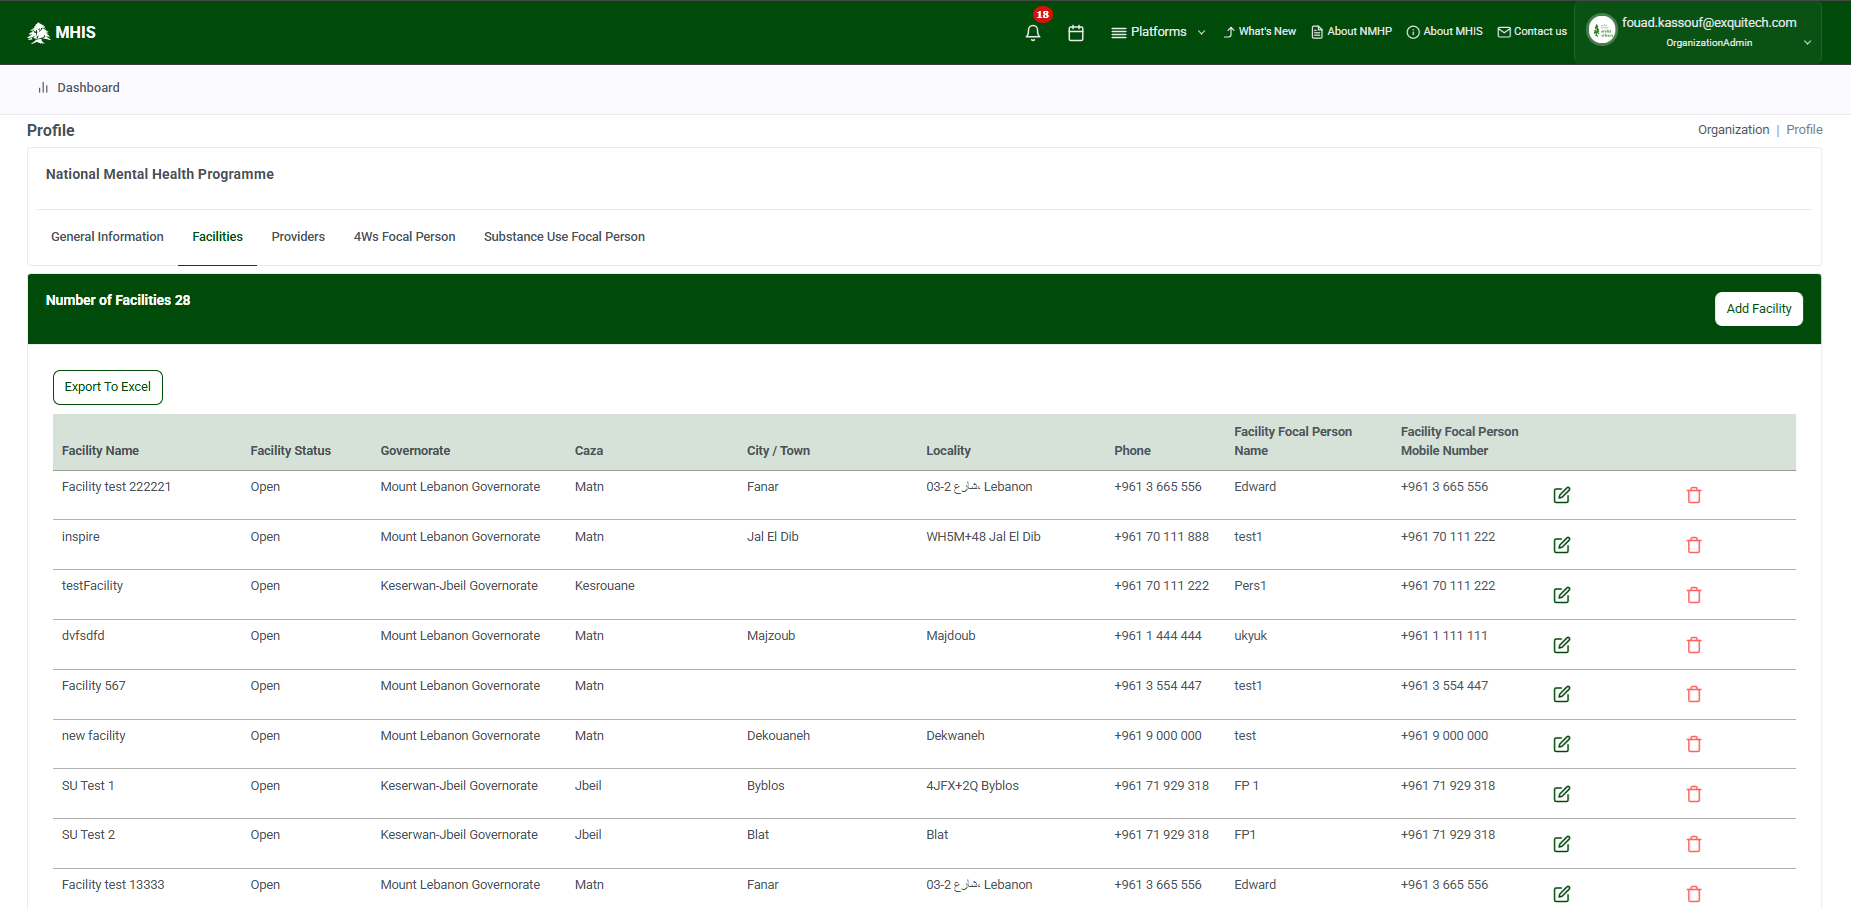 MHIS
18
Platforms
What's New
About NMHP
About MHIS
Contact us
fouad.kassouf@exquitech.com
OrganizationAdmin
Dashboard
Profile
Organization | Profile
National Mental Health Programme
General Information Facilities Providers 4Ws Focal Person Substance Use Focal Person
Number of Facilities 28
Add Facility
Export To Excel
Facility Name Facility Status Governorate Caza City / Town Locality Phone Facility Focal Person Name Facility Focal Person Mobile Number
Facility test 222221 Open Mount Lebanon Governorate Matn Fanar 03-2 شارع، Lebanon +961 3 665 556 Edward +961 3 665 556
inspire Open Mount Lebanon Governorate Matn Jal El Dib WH5M+48 Jal El Dib +961 70 111 888 test1 +961 70 111 222
testFacility Open Keserwan-Jbeil Governorate Kesrouane +961 70 111 222 Pers1 +961 70 111 222
dvfsdfd Open Mount Lebanon Governorate Matn Majzoub Majdoub +961 1 444 444 ukyuk +961 1 111 111
Facility 567 Open Mount Lebanon Governorate Matn +961 3 554 447 test1 +961 3 554 447
new facility Open Mount Lebanon Governorate Matn Dekouaneh Dekwaneh +961 9 000 000 test +961 9 000 000
SU Test 1 Open Keserwan-Jbeil Governorate Jbeil Byblos 4JFX+2Q Byblos +961 71 929 318 FP 1 +961 71 929 318
SU Test 2 Open Keserwan-Jbeil Governorate Jbeil Blat Blat +961 71 929 318 FP1 +961 71 929 318
Facility test 13333 Open Mount Lebanon Governorate Matn Fanar 03-2 شارع، Lebanon +961 3 665 556 Edward +961 3 665 556